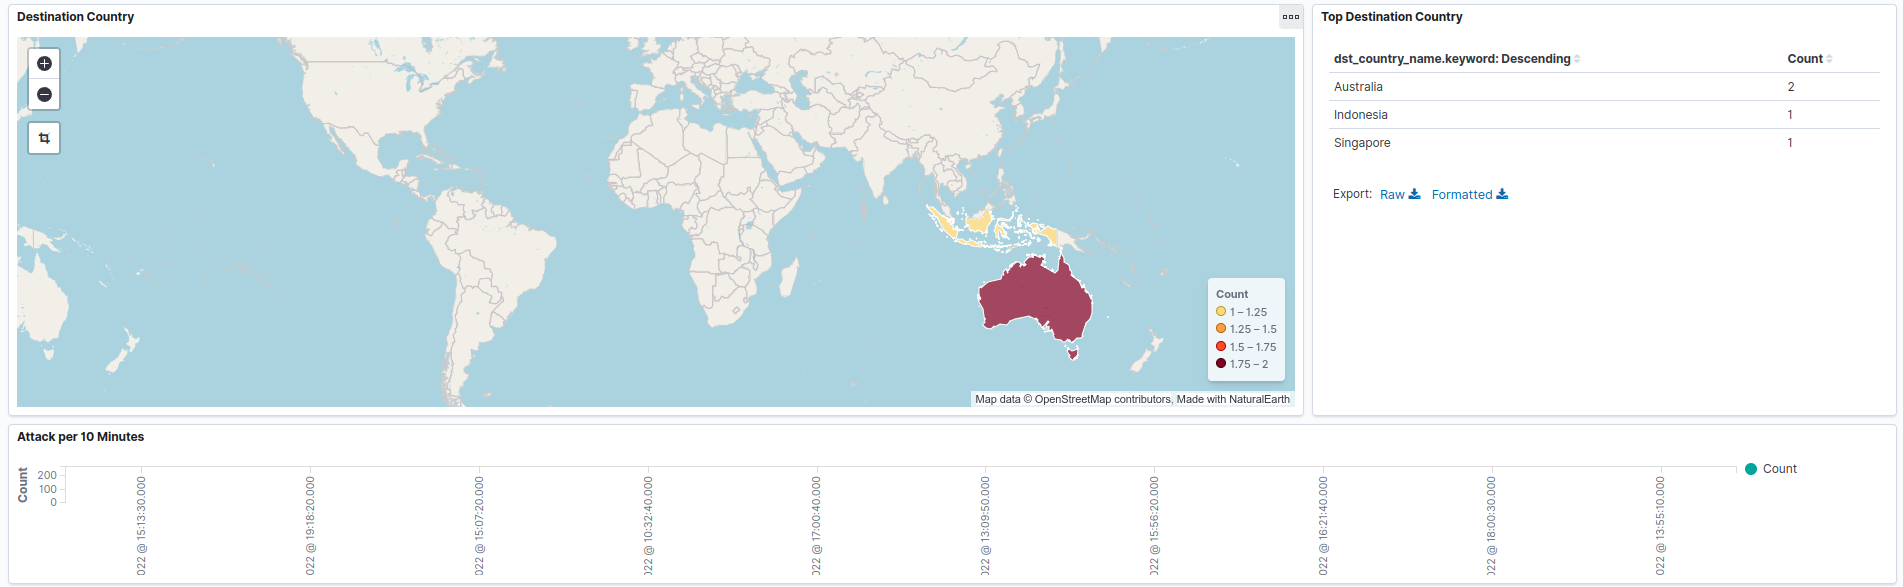 Destination Country
Count
1 – 1.25
1.25 – 1.5
1.5 – 1.75
1.75 – 2
Map data © OpenStreetMap contributors, Made with NaturalEarth
Top Destination Country
dst_country_name.keyword: Descending Count
Australia 2
Indonesia 1
Singapore 1
Export: Raw Formatted
Attack per 10 Minutes
Count
200
100
0
022 @ 15:13:30.000
022 @ 19:18:20.000
022 @ 15:07:20.000
022 @ 10:32:40.000
022 @ 17:00:40.000
022 @ 13:09:50.000
022 @ 15:56:20.000
022 @ 16:21:40.000
022 @ 18:00:30.000
022 @ 13:55:10.000
Count